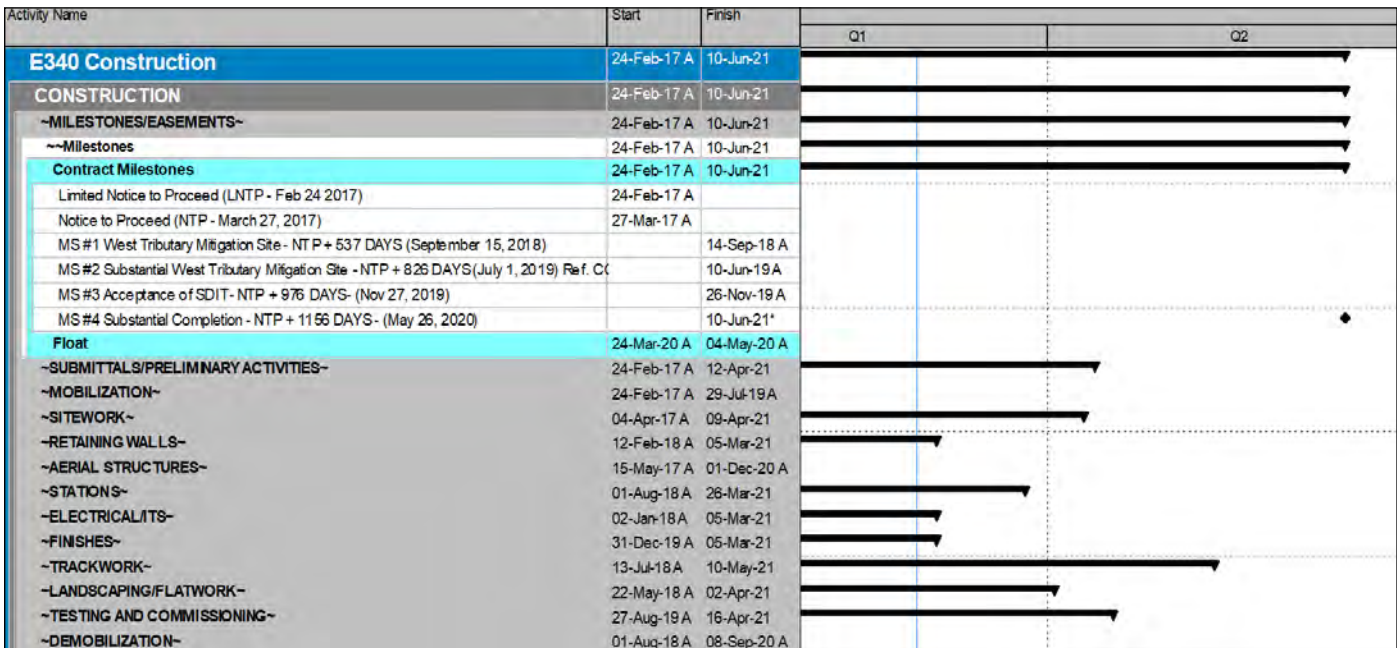 Activity Name Start Finish
Q1 Q2
E340 Construction 24-Feb-17 A 10-Jun-21
CONSTRUCTION 24-Feb-17 A 10-Jun-21
~MILESTONES/EASEMENTS~ 24-Feb-17 A 10-Jun-21
~~Milestones 24-Feb-17 A 10-Jun-21
Contract Milestones 24-Feb-17 A 10-Jun-21
Limited Notice to Proceed (LNTP - Feb 24 2017) 24-Feb-17 A
Notice to Proceed (NTP - March 27, 2017) 27-Mar-17 A
MS #1 West Tributary Mitigation Site - NTP + 537 DAYS (September 15, 2018) 14-Sep-18 A
MS #2 Substantial West Tributary Mitigation Site - NTP + 826 DAYS (July 1, 2019) Ref. CO 10-Jun-19 A
MS #3 Acceptance of SDIT- NTP + 976 DAYS- (Nov 27, 2019) 26-Nov-19 A
MS #4 Substantial Completion - NTP + 1156 DAYS - (May 26, 2020) 10-Jun-21*
Float 24-Mar-20 A 04-May-20 A
~SUBMITTALS/PRELIMINARY ACTIVITIES~ 24-Feb-17 A 12-Apr-21
~MOBILIZATION~ 24-Feb-17 A 29-Jul-19 A
~SITEWORK~ 04-Apr-17 A 09-Apr-21
~RETAINING WALLS~ 12-Feb-18 A 05-Mar-21
~AERIAL STRUCTURES~ 15-May-17 A 01-Dec-20 A
~STATIONS~ 01-Aug-18 A 26-Mar-21
~ELECTRICAL/ITS~ 02-Jan-18 A 05-Mar-21
~FINISHES~ 31-Dec-19 A 05-Mar-21
~TRACKWORK~ 13-Jul-18 A 10-May-21
~LANDSCAPING/FLATWORK~ 22-May-18 A 02-Apr-21
~TESTING AND COMMISSIONING~ 27-Aug-19 A 16-Apr-21
~DEMOBILIZATION~ 01-Aug-18 A 08-Sep-20 A